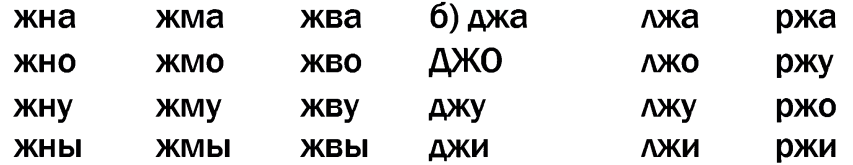 жна жма жва б) джа лжа ржа
жно жмо жво ДЖО лжо ржу
жну жму жву джу лжу ржо
жны жмы жвы джи лжи ржи